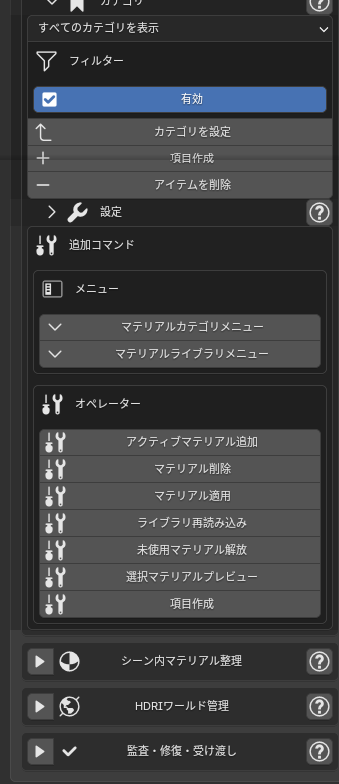 カテゴリ
すべてのカテゴリを表示
フィルター
有効
カテゴリを設定
項目作成
アイテムを削除
設定
追加コマンド
メニュー
マテリアルカテゴリメニュー
マテリアルライブラリメニュー
オペレーター
アクティブマテリアル追加
マテリアル削除
マテリアル適用
ライブラリ再読み込み
未使用マテリアル解放
選択マテリアルプレビュー
項目作成
シーン内マテリアル整理
HDRIワールド管理
監査・修復・受け渡し